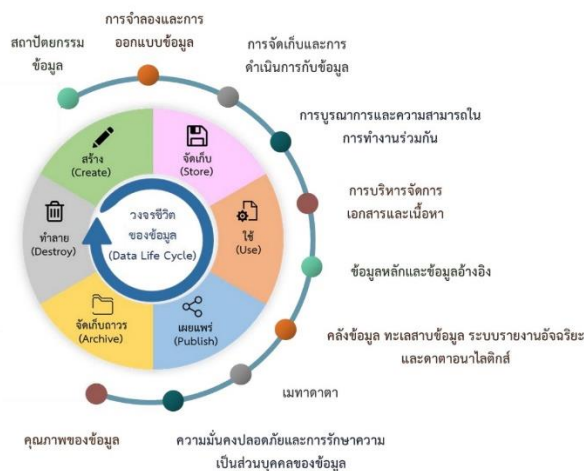 การจำลองและการ
ออกแบบข้อมูล
สถาปัตยกรรม
ข้อมูล
การจัดเก็บและการ
ดำเนินการกับข้อมูล
การบูรณาการและความสามารถใน
การทำงานร่วมกัน
การบริหารจัดการ
เอกสารและเนื้อหา
ข้อมูลหลักและข้อมูลอ้างอิง
คลังข้อมูล ทะเลสาบข้อมูล ระบบรายงานอัจฉริยะ
และดาตาอนาไลติกส์
เมทาดาตา
ความมั่นคงปลอดภัยและการรักษาความ
เป็นส่วนบุคคลของข้อมูล
คุณภาพของข้อมูล
สร้าง
(Create)
จัดเก็บ
(Store)
ใช้
(Use)
เผยแพร่
(Publish)
จัดเก็บถาวร
(Archive)
ทำลาย
(Destroy)
วงจรชีวิต
ของข้อมูล
(Data Life Cycle)